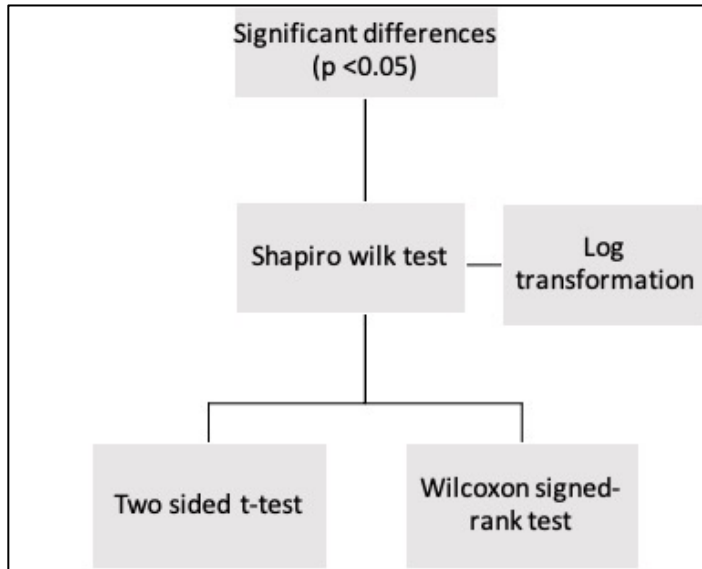 Significant differences
(p <0.05)
Shapiro wilk test
Log
transformation
Two sided t-test
Wilcoxon signed-
rank test